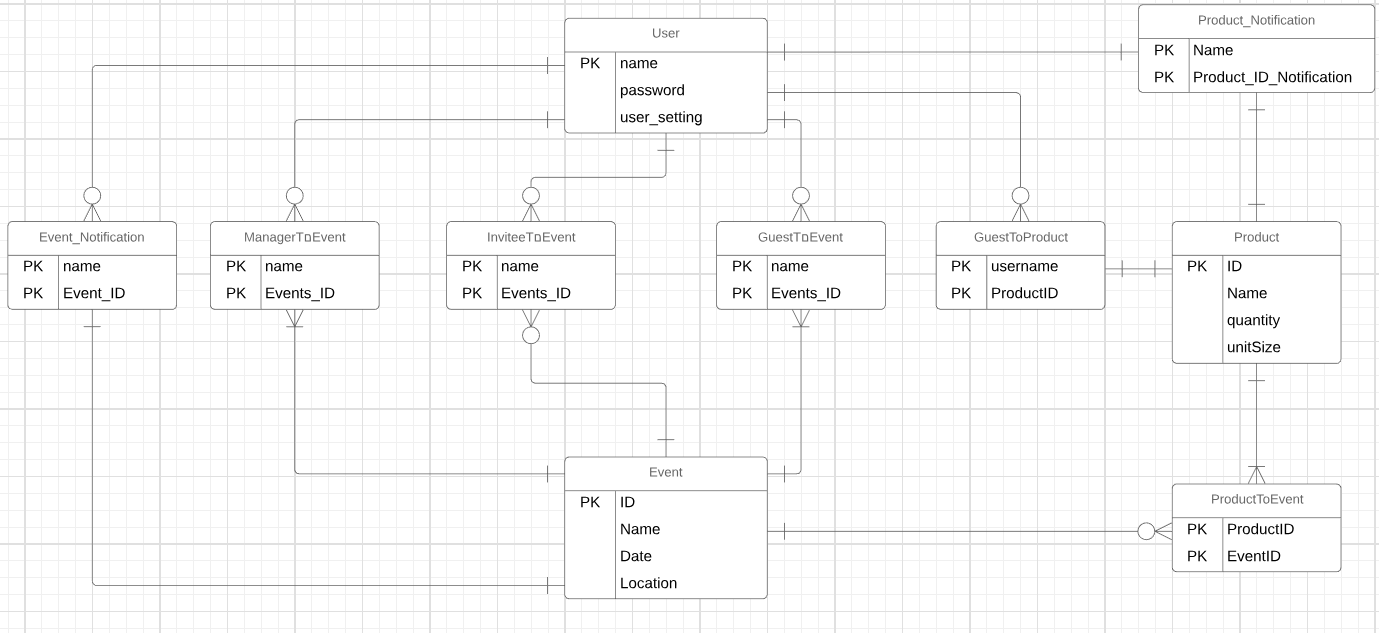 User
PK name
password
user_setting
Product_Notification
PK Name
PK Product_ID_Notification
Event_Notification
PK name
PK Event_ID
ManagerToEvent
PK name
PK Events_ID
InviteeToEvent
PK name
PK Events_ID
GuestToEvent
PK name
PK Events_ID
GuestToProduct
PK username
PK ProductID
Product
PK ID
Name
quantity
unitSize
Event
PK ID
Name
Date
Location
ProductToEvent
PK ProductID
PK EventID